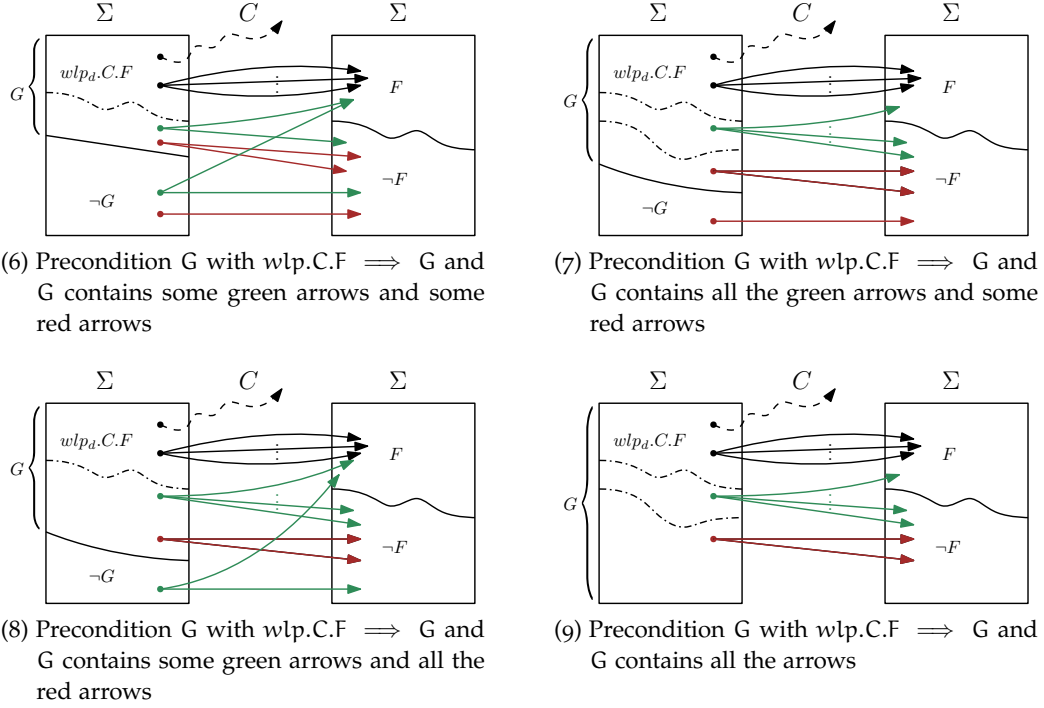 Σ C Σ
wlp_d.C.F
G
F
¬G
¬F
(6) Precondition G with wlp.C.F ⟹ G and
G contains some green arrows and some
red arrows
Σ C Σ
wlp_d.C.F
G
F
¬G
¬F
(7) Precondition G with wlp.C.F ⟹ G and
G contains all the green arrows and some
red arrows
Σ C Σ
wlp_d.C.F
G
F
¬G
¬F
(8) Precondition G with wlp.C.F ⟹ G and
G contains some green arrows and all the
red arrows
Σ C Σ
wlp_d.C.F
G
F
¬F
(9) Precondition G with wlp.C.F ⟹ G and
G contains all the arrows